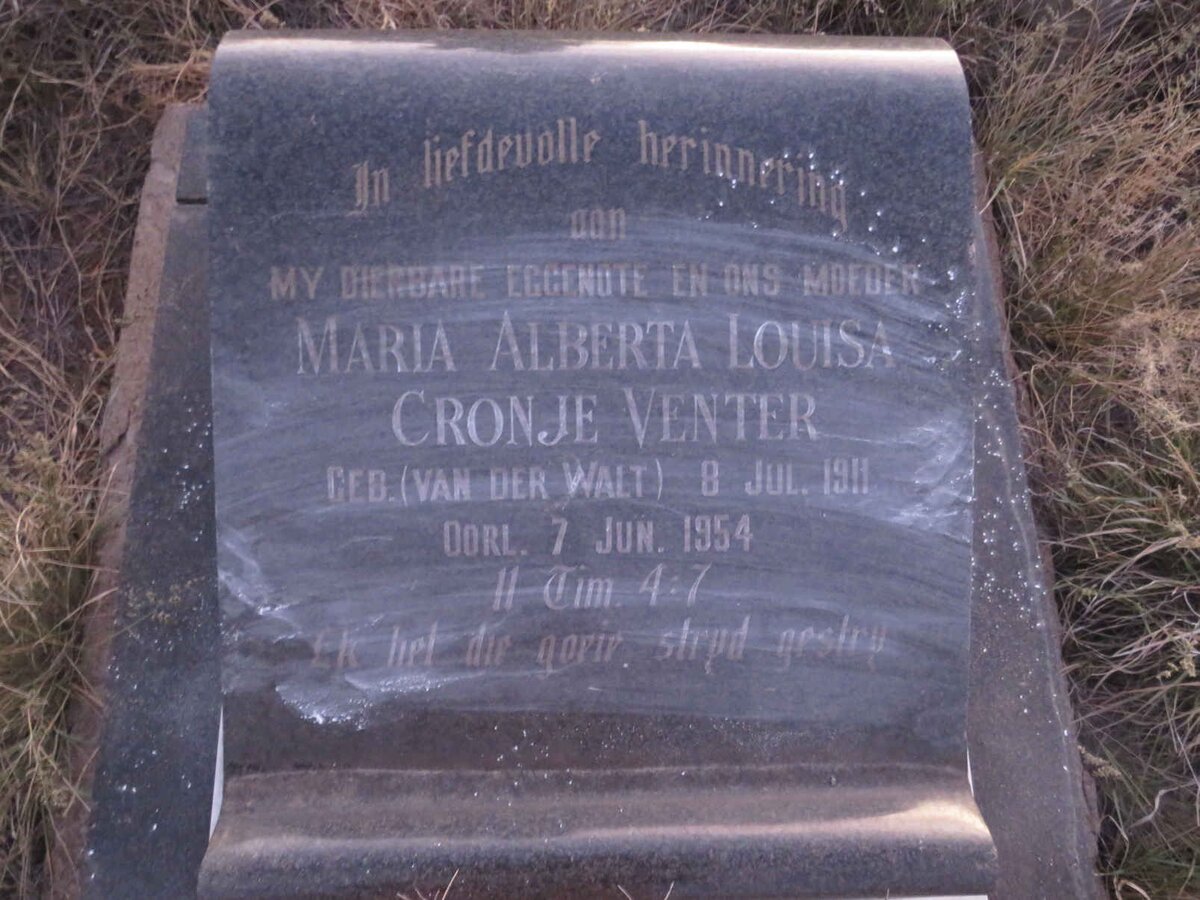 In liefdevolle herinnering
aan
MY DIERBARE EGGENOTE EN ONS MOEDER
MARIA ALBERTA LOUISA
CRONJE VENTER
GEB. (VAN DER WALT) 8 JUL. 1911
OORL. 7 JUN. 1954
II Tim. 4:7
Ek het die goeie stryd gestry